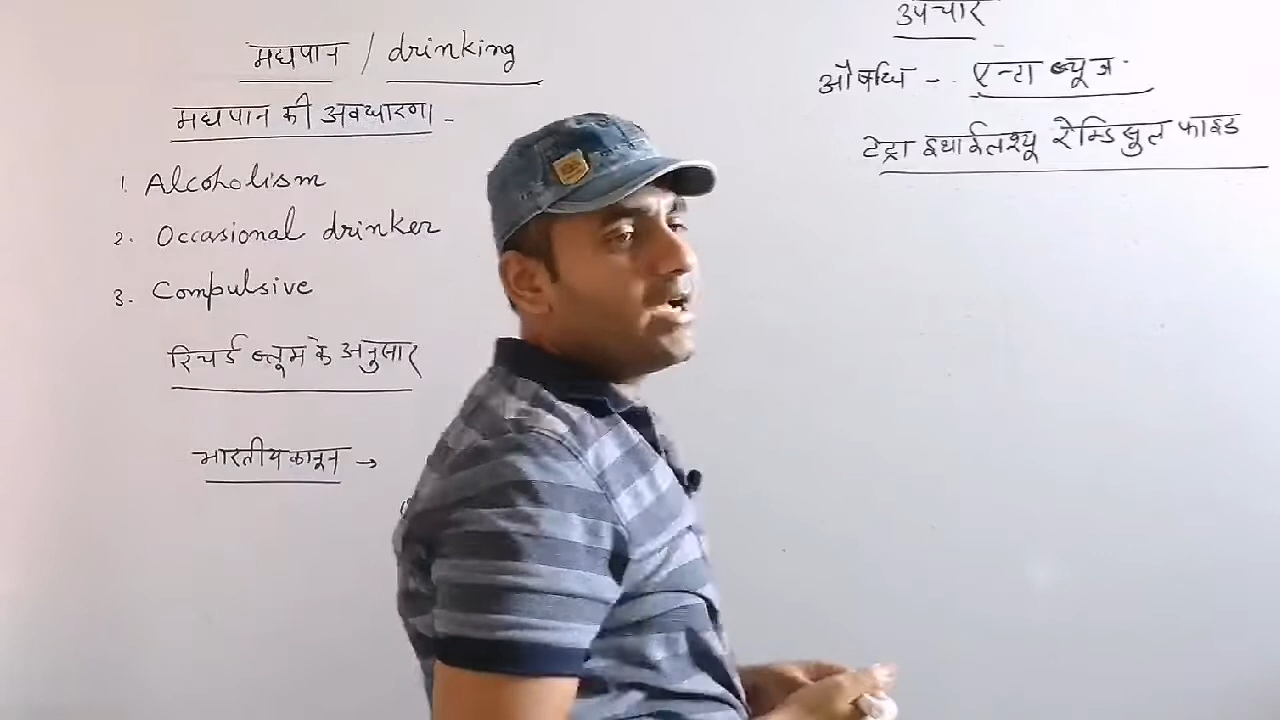 मद्यपान / drinking
मद्यपान की अवधारणा -
1. Alcoholism
2. Occasional drinker
3. Compulsive
रिचर्ड ब्लूम के अनुसार
भारतीय कानून →
उपचार
औषधि - एन्टा ब्यूज
टेट्रा इथाईलथ्यू रैम्डिसुल फाइड